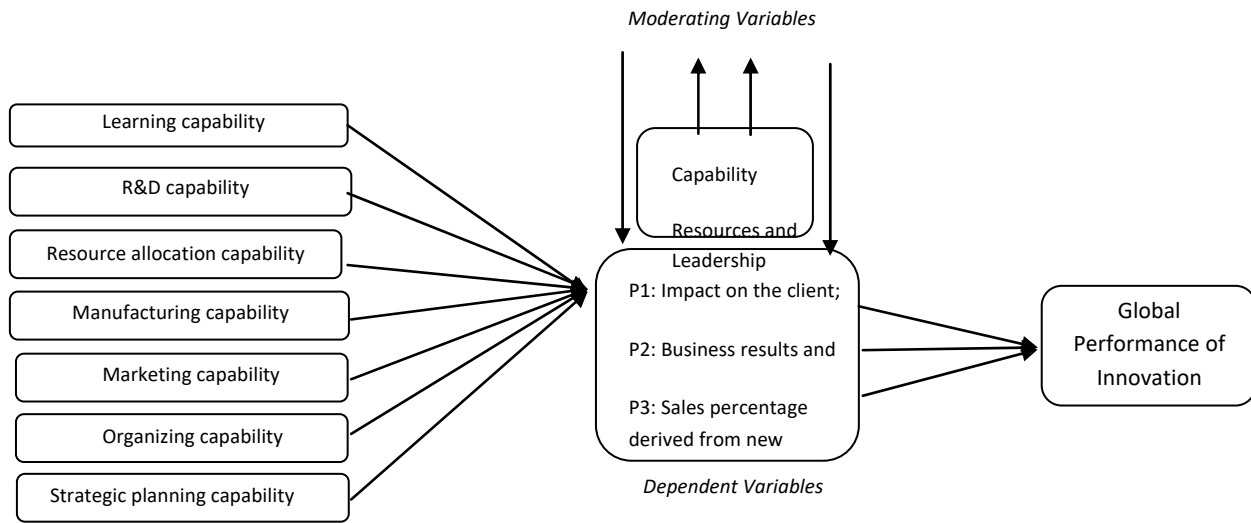 Moderating Variables
Learning capability
R&D capability
Resource allocation capability
Manufacturing capability
Marketing capability
Organizing capability
Strategic planning capability
Capability
Resources and
Leadership
P1: Impact on the client;
P2: Business results and
P3: Sales percentage
derived from new
Dependent Variables
Global
Performance of
Innovation